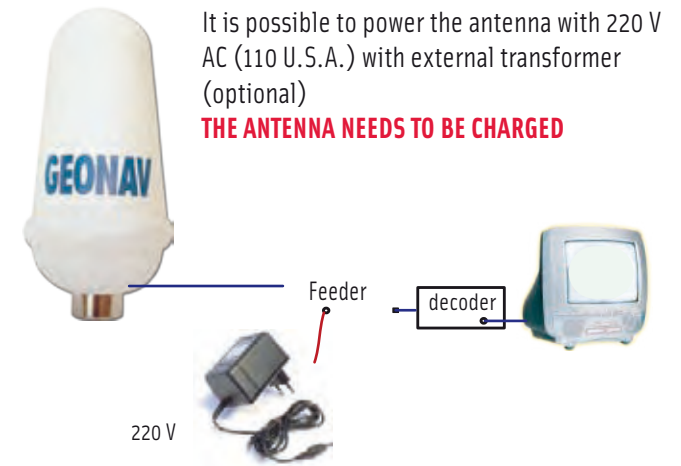 It is possible to power the antenna with 220 V
AC (110 U.S.A.) with external transformer
(optional)
THE ANTENNA NEEDS TO BE CHARGED
GEONAV
Feeder
decoder
220 V